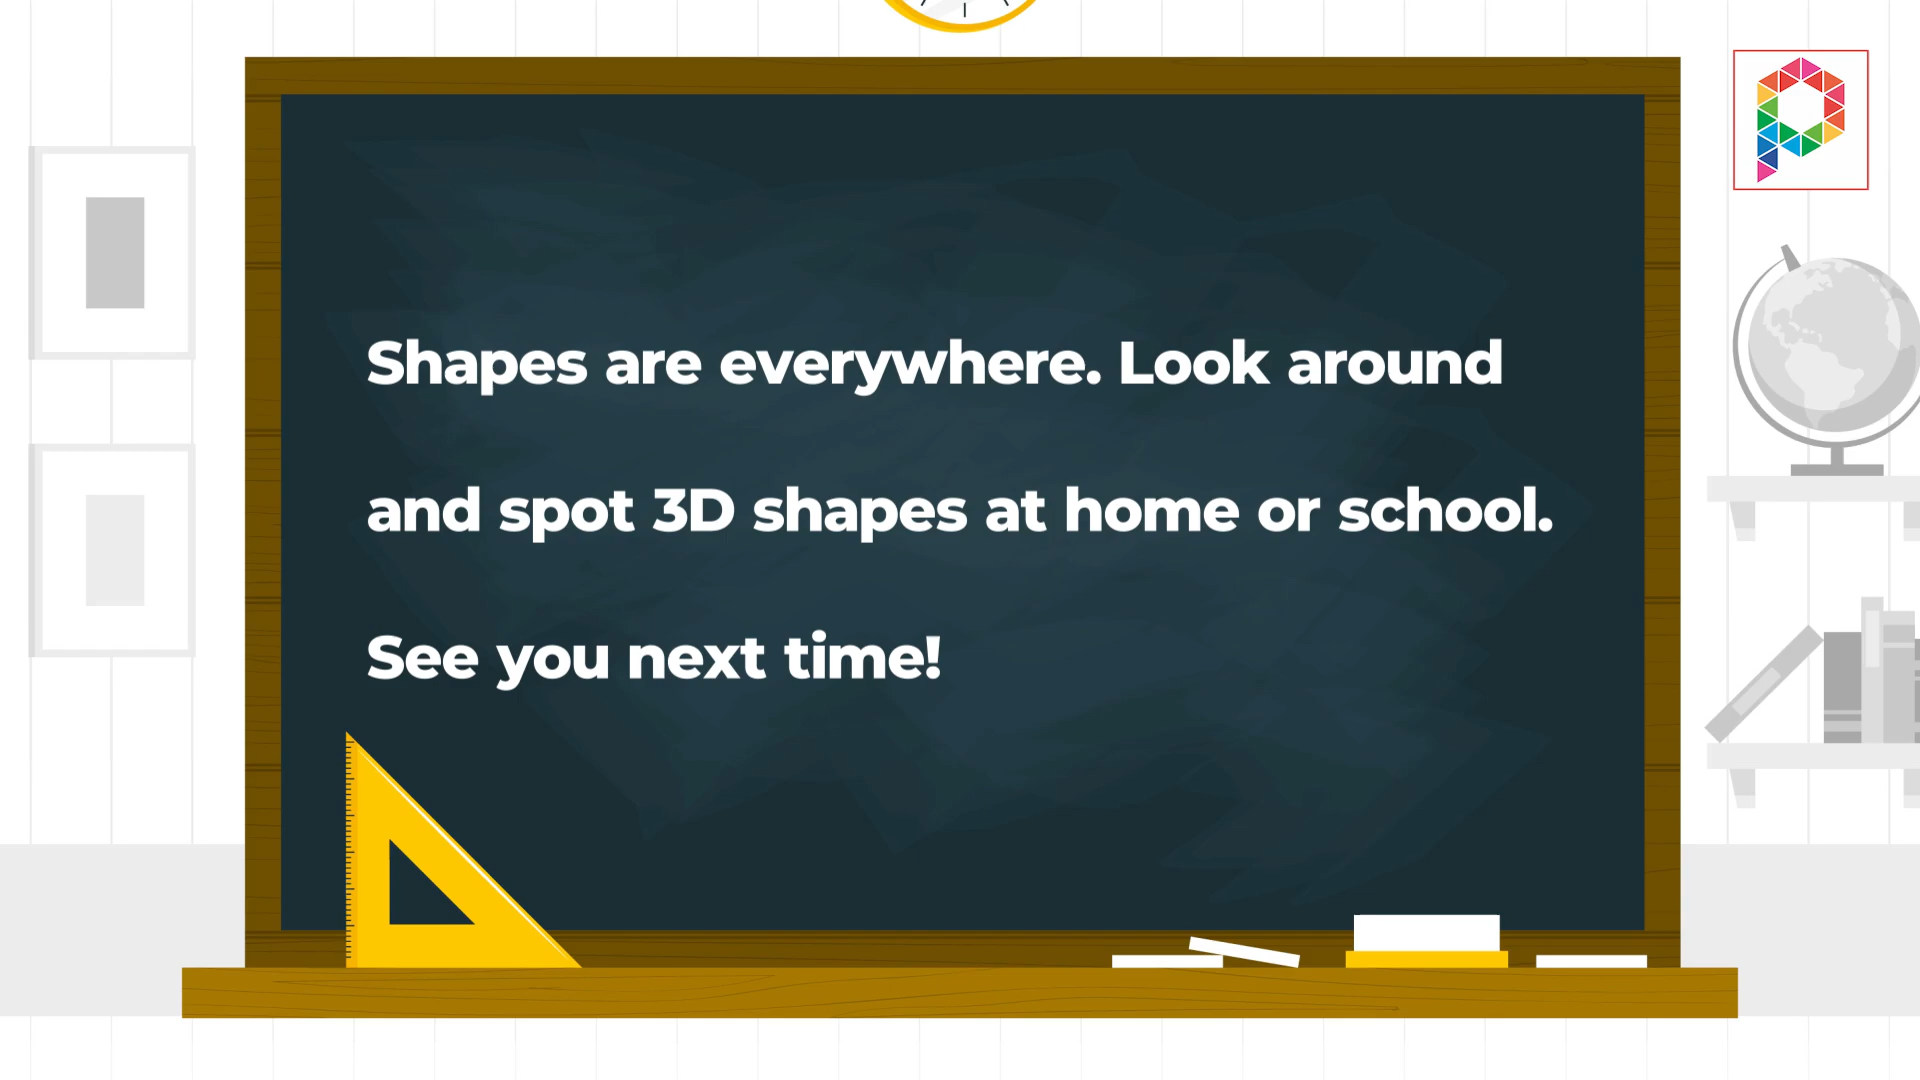 Shapes are everywhere. Look around
and spot 3D shapes at home or school.
See you next time!